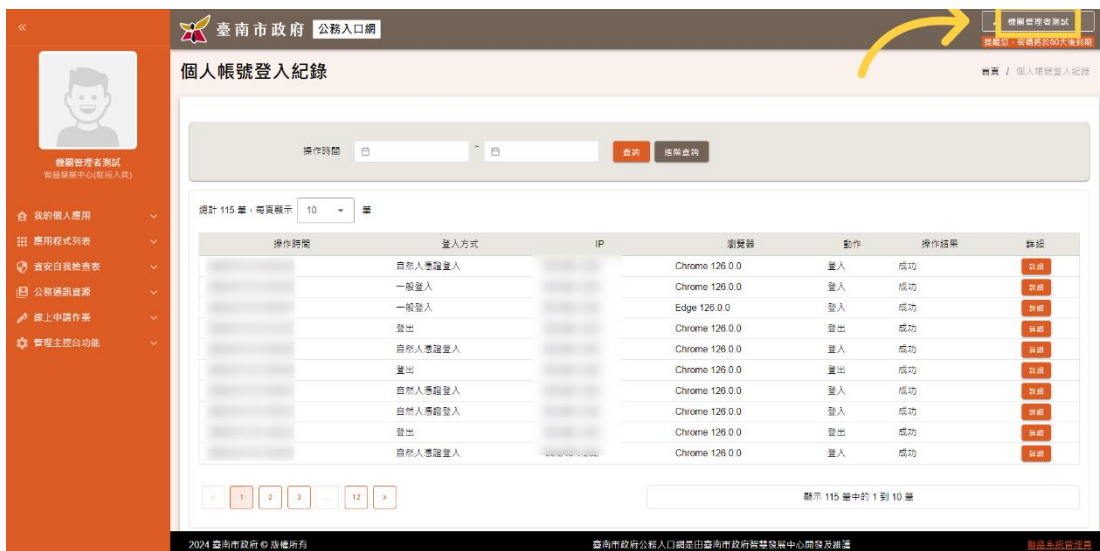 «
臺南市政府 公務入口網
機關管理者測試
提醒您，密碼將於80天後到期
個人帳號登入紀錄
首頁 / 個人帳號登入紀錄
機關管理者測試
智慧發展中心(駐府人員)
我的個人應用
應用程式列表
資安自我檢查表
公務通訊資源
線上申請作業
管理主控台功能
操作時間 ~ 查詢 進階查詢
總計 115 筆，每頁顯示 10 筆
操作時間 登入方式 IP 瀏覽器 動作 操作結果 詳細
自然人憑證登入 Chrome 126.0.0 登入 成功 詳細
一般登入 Chrome 126.0.0 登入 成功 詳細
一般登入 Edge 126.0.0 登入 成功 詳細
登出 Chrome 126.0.0 登出 成功 詳細
自然人憑證登入 Chrome 126.0.0 登入 成功 詳細
登出 Chrome 126.0.0 登出 成功 詳細
自然人憑證登入 Chrome 126.0.0 登入 成功 詳細
自然人憑證登入 Chrome 126.0.0 登入 成功 詳細
登出 Chrome 126.0.0 登出 成功 詳細
自然人憑證登入 Chrome 126.0.0 登入 成功 詳細
‹ 1 2 3 ... 12 ›
顯示 115 筆中的 1 到 10 筆
2024 臺南市政府 © 版權所有
臺南市政府公務入口網是由臺南市政府智慧發展中心開發及維護
聯絡系統管理員